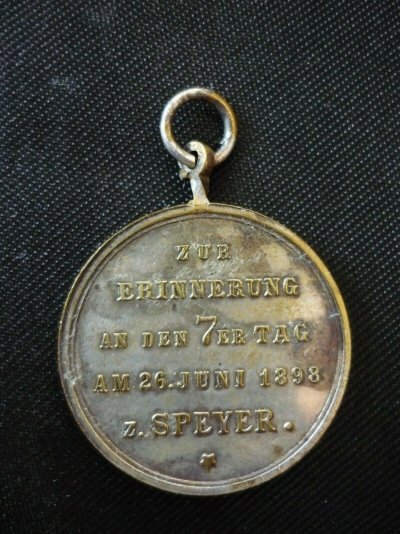 ZUR
ERINNERUNG
AN DEN 7ER TAG
AM 26. JUNI 1898
Z. SPEYER.